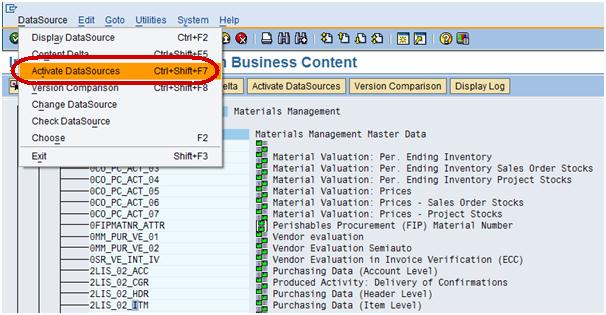 DataSource Edit Goto Utilities System Help
Display DataSource Ctrl+F2
Content Delta Ctrl+Shift+F5
Activate DataSources Ctrl+Shift+F7
Version Comparison Ctrl+Shift+F8
Change DataSource
Check DataSource
Choose F2
Exit Shift+F3
Business Content
elta Activate DataSources Version Comparison Display Log
Materials Management
Materials Management Master Data
0CO_PC_ACT_03 Material Valuation: Per. Ending Inventory
Material Valuation: Per. Ending Inventory Sales Order Stocks
0CO_PC_ACT_04 Material Valuation: Per. Ending Inventory Project Stocks
0CO_PC_ACT_05 Material Valuation: Prices
0CO_PC_ACT_06 Material Valuation: Prices - Sales Order Stocks
0CO_PC_ACT_07 Material Valuation: Prices - Project Stocks
0FIPMATNR_ATTR Perishables Procurement (FIP) Material Number
0MM_PUR_VE_01 Vendor evaluation
0MM_PUR_VE_02 Vendor Evaluation Semiauto
0SR_VE_INT_IV Vendor Evaluation in Invoice Verification (ECC)
2LIS_02_ACC Purchasing Data (Account Level)
2LIS_02_CGR Produced Activity: Delivery of Confirmations
2LIS_02_HDR Purchasing Data (Header Level)
2LIS_02_ITM Purchasing Data (Item Level)